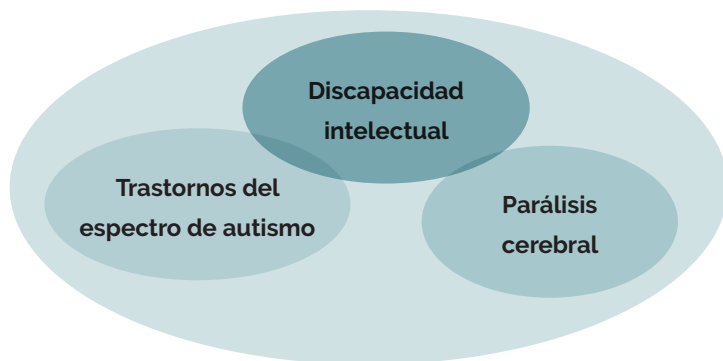 Discapacidad
intelectual
Trastornos del
espectro de autismo
Parálisis
cerebral